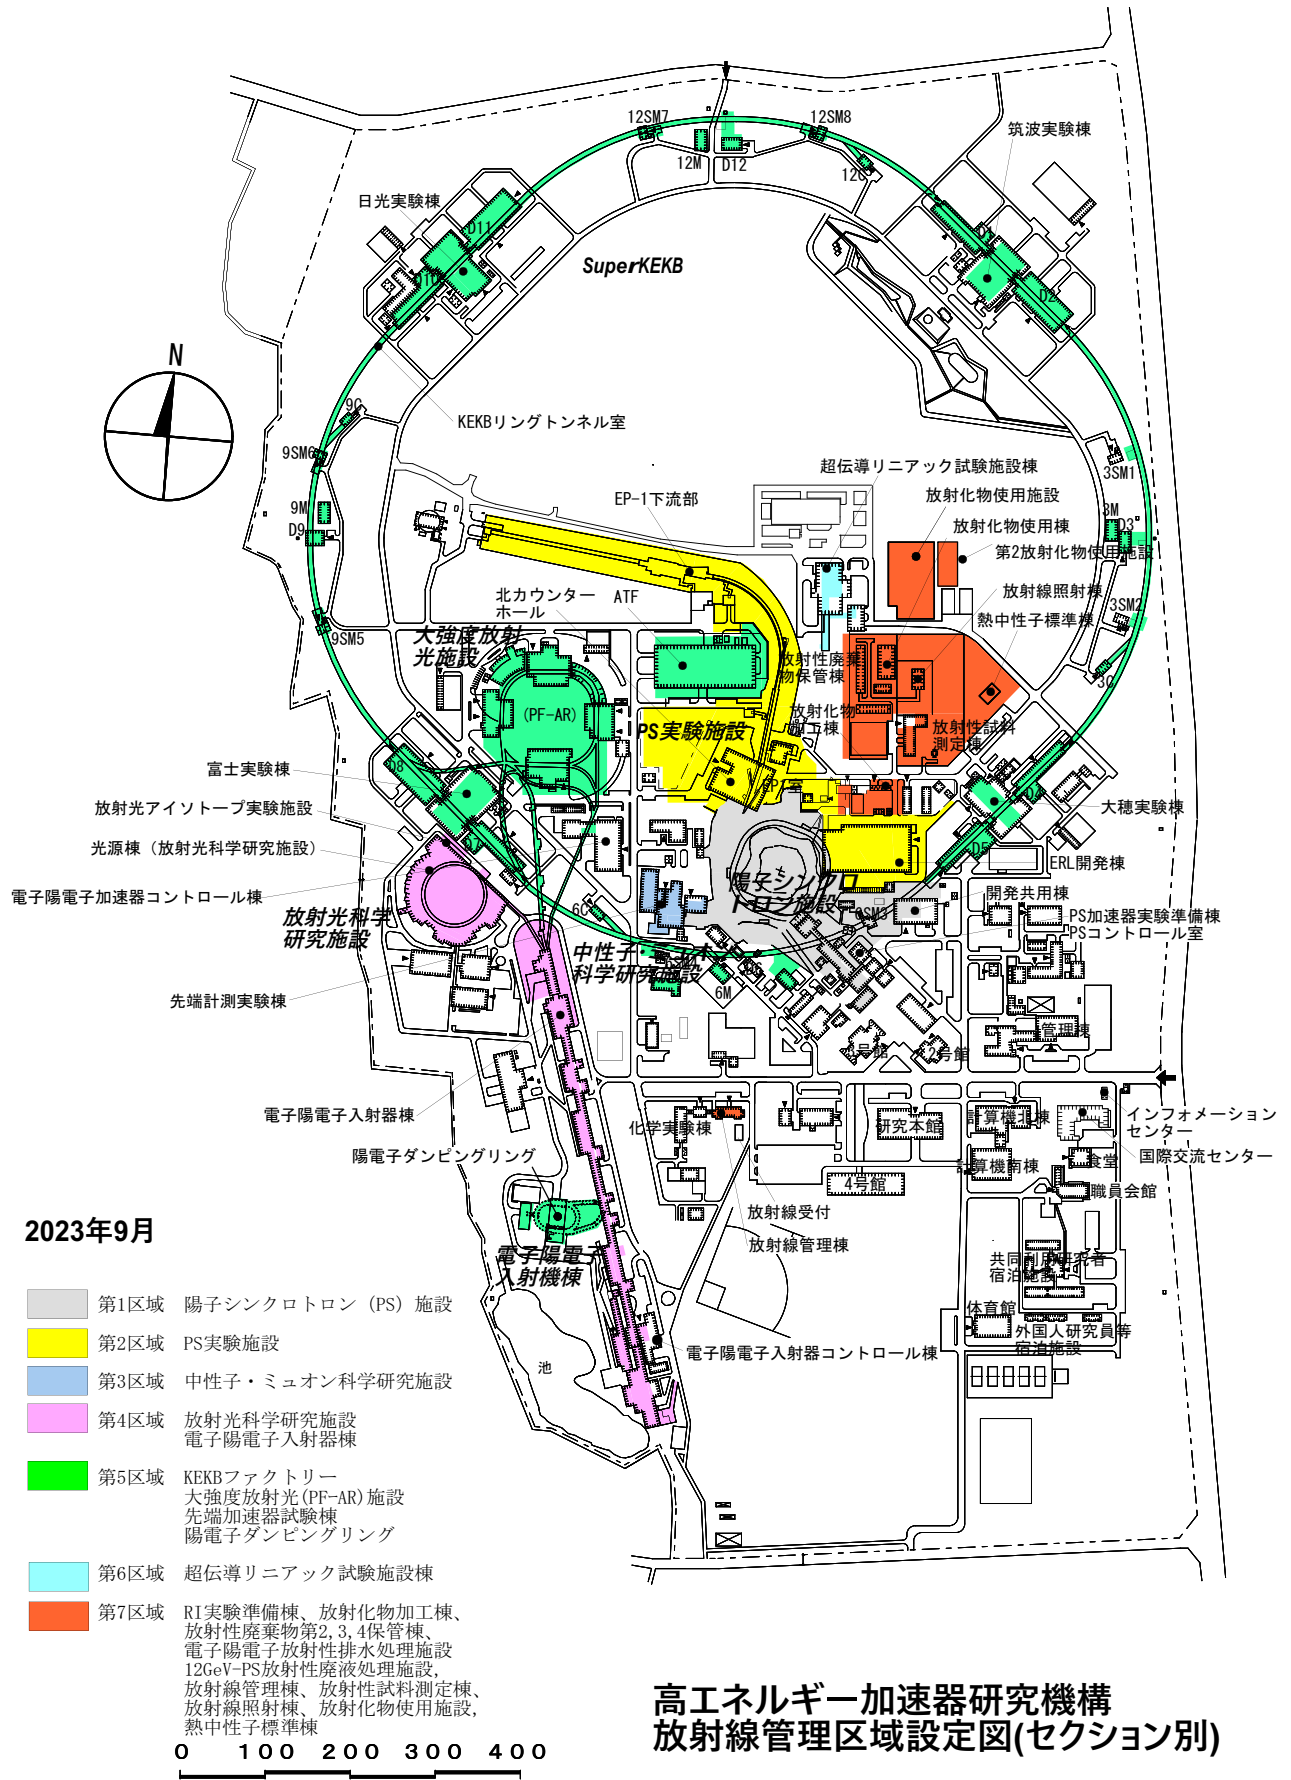 12SM7
12SM8
筑波実験棟
12M
D12
12C
日光実験棟
D11
D1
SuperKEKB
D10
D2
N
9C
KEKBリングトンネル室
9SM6
3SM1
超伝導リニアック試験施設棟
放射化物使用施設
EP-1下流部
9M
3M
放射化物使用棟
D9
D3
第2放射化物使用施設
北カウンター
ホール
ATF
放射線照射棟
3SM2
熱中性子標準棟
9SM5
大強度放射
光施設
放射性廃棄
物保管棟
3C
(PF-AR)
放射化物
加工棟
PS実験施設
放射性試料
測定棟
D8
富士実験棟
放射光アイソトープ実験施設
大穂実験棟
光源棟（放射光科学研究施設）
D7
D5
ERL開発棟
電子陽電子加速器コントロール棟
陽子シンクロ
トロン施設
開発共用棟
放射光科学
研究施設
6C
6SM3
PS加速器実験準備棟
PSコントロール室
中性子・ミュオン
科学研究施設
先端計測実験棟
6M
管理棟
3号館
2号館
電子陽電子入射器棟
化学実験棟
研究本館
計算機北棟
インフォメーション
センター
陽電子ダンピングリング
計算機南棟
食堂
国際交流センター
4号館
職員会館
放射線受付
放射線管理棟
電子陽電子
入射機棟
共同利用研究者
宿泊施設
体育館
外国人研究員等
宿泊施設
電子陽電子入射器コントロール棟
池
2023年9月
第1区域 陽子シンクロトロン（PS）施設
第2区域 PS実験施設
第3区域 中性子・ミュオン科学研究施設
第4区域 放射光科学研究施設
電子陽電子入射器棟
第5区域 KEKBファクトリー
大強度放射光(PF-AR)施設
先端加速器試験棟
陽電子ダンピングリング
第6区域 超伝導リニアック試験施設棟
第7区域 RI実験準備棟、放射化物加工棟、
放射性廃棄物第2,3,4保管棟、
電子陽電子放射性排水処理施設
12GeV-PS放射性廃液処理施設,
放射線管理棟、放射性試料測定棟、
放射線照射棟、放射化物使用施設,
熱中性子標準棟
0 100 200 300 400
高エネルギー加速器研究機構
放射線管理区域設定図(セクション別)